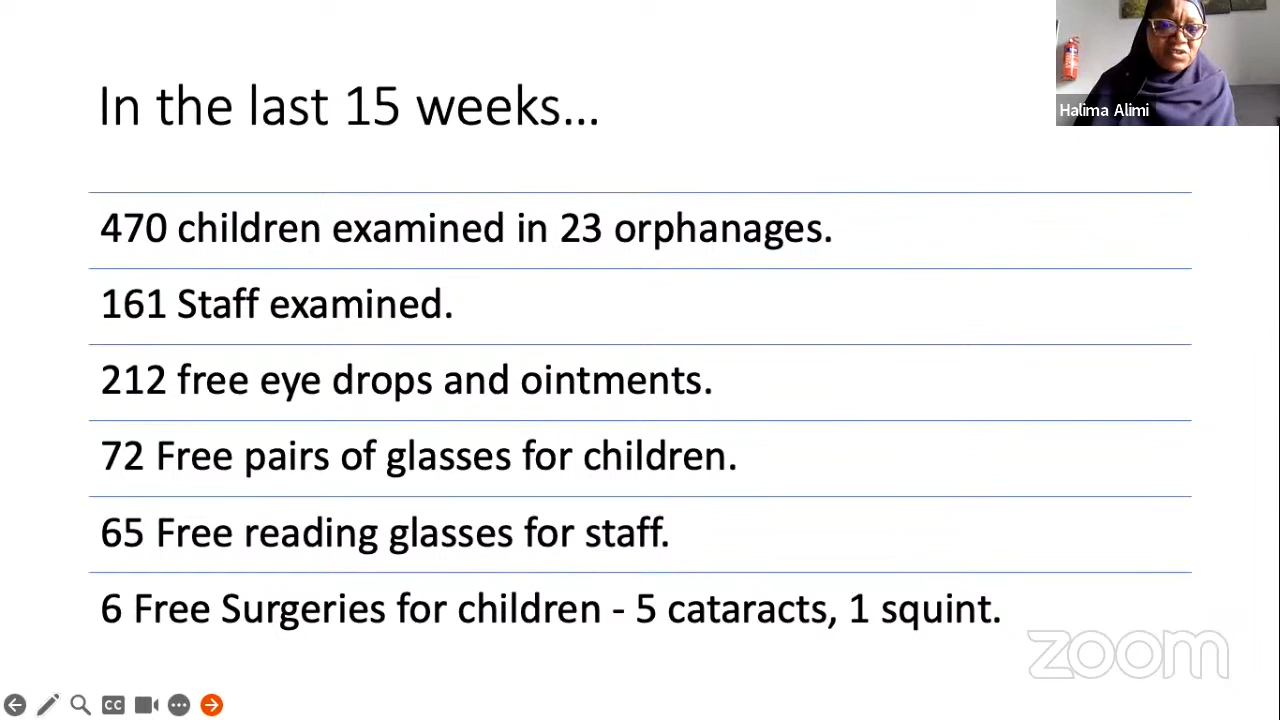 Halima Alimi
In the last 15 weeks...
470 children examined in 23 orphanages.
161 Staff examined.
212 free eye drops and ointments.
72 Free pairs of glasses for children.
65 Free reading glasses for staff.
6 Free Surgeries for children - 5 cataracts, 1 squint.
zoom
CC